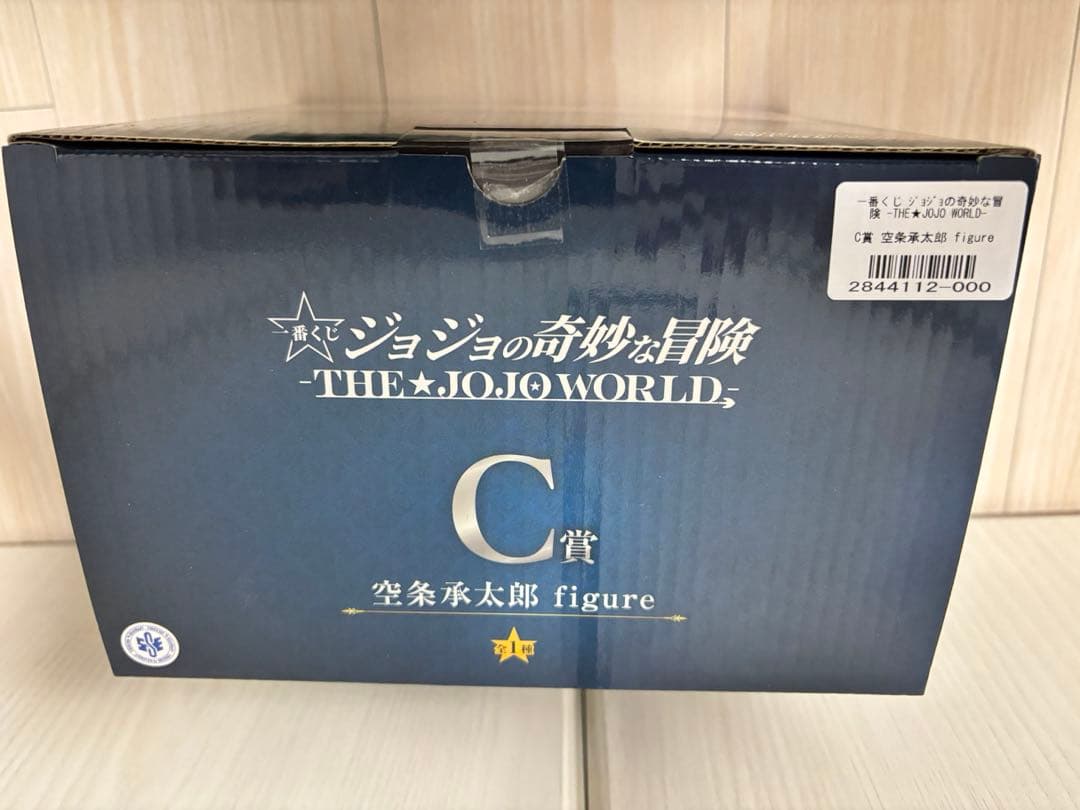 一番くじ ｼﾞｮｼﾞｮの奇妙な冒
険 -THE★JOJO WORLD-
C賞 空条承太郎 figure
2844112-000
一番くじ ジョジョの奇妙な冒険
-THE★JOJO★WORLD-
C賞
空条承太郎 figure
全1種